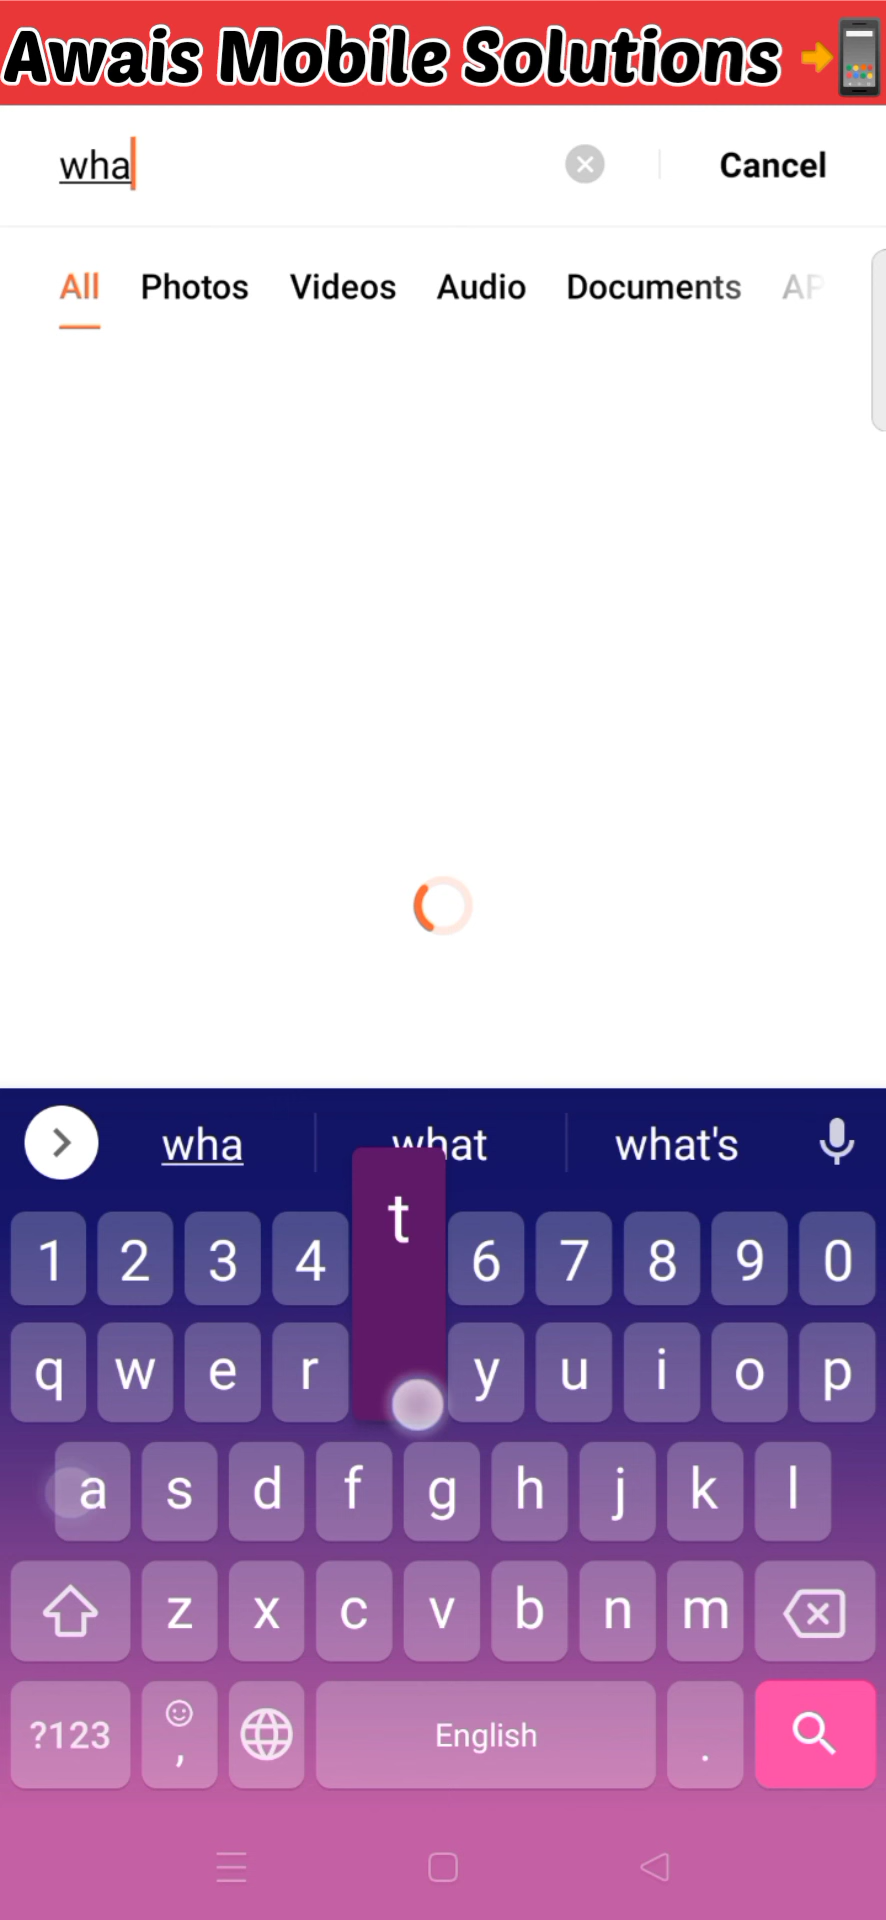 Awais Mobile Solutions
wha
Cancel
All Photos Videos Audio Documents AP
wha what what's
t
1 2 3 4 6 7 8 9 0
q w e r y u i o p
a s d f g h j k l
z x c v b n m
?123 , English .